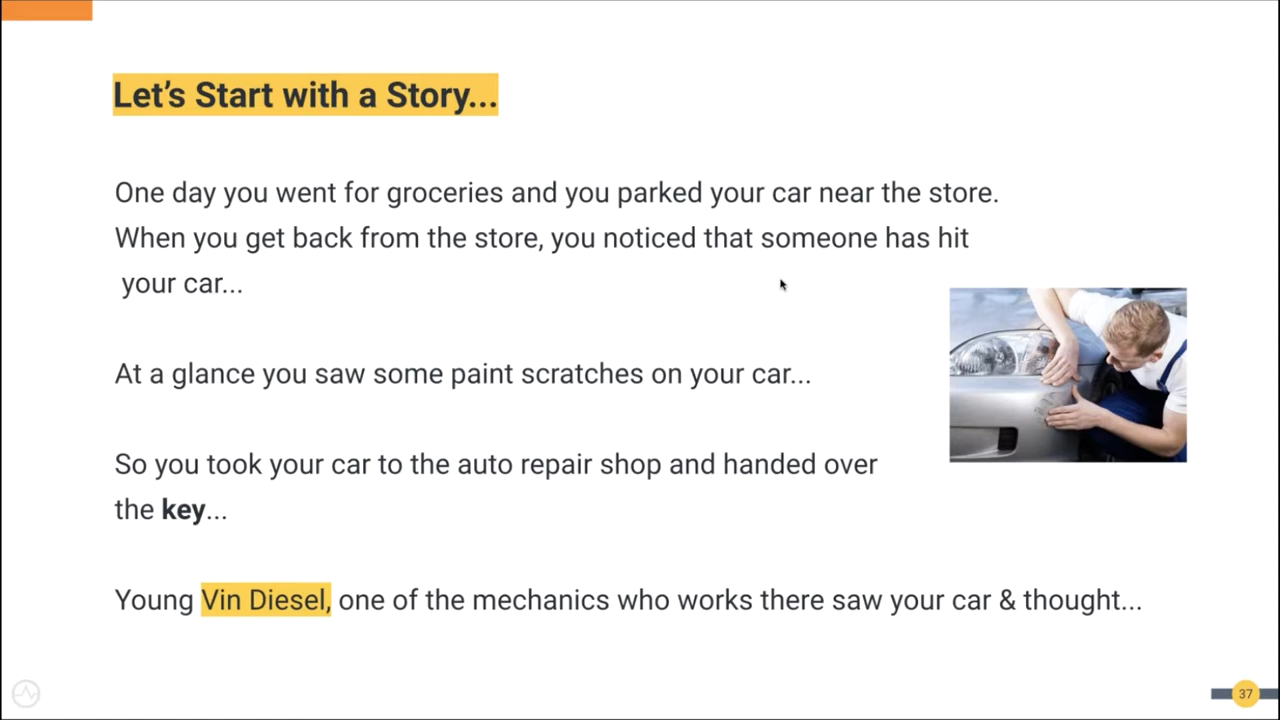 Let’s Start with a Story...
One day you went for groceries and you parked your car near the store.
When you get back from the store, you noticed that someone has hit
your car...
At a glance you saw some paint scratches on your car...
So you took your car to the auto repair shop and handed over
the key...
Young Vin Diesel, one of the mechanics who works there saw your car & thought...
37